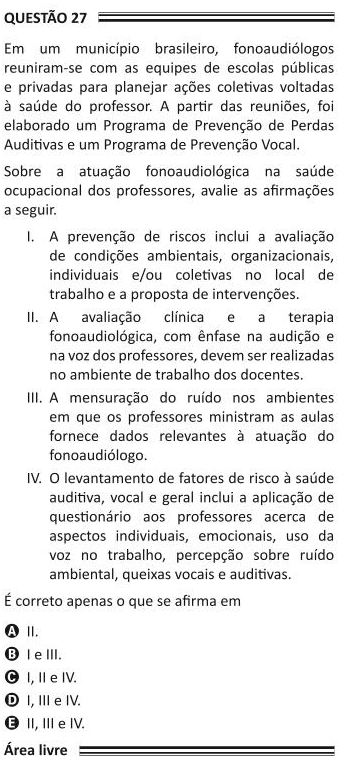 QUESTÃO 27
Em um município brasileiro, fonoaudiólogos
reuniram-se com as equipes de escolas públicas
e privadas para planejar ações coletivas voltadas
à saúde do professor. A partir das reuniões, foi
elaborado um Programa de Prevenção de Perdas
Auditivas e um Programa de Prevenção Vocal.
Sobre a atuação fonoaudiológica na saúde
ocupacional dos professores, avalie as afirmações
a seguir.
I. A prevenção de riscos inclui a avaliação
de condições ambientais, organizacionais,
individuais e/ou coletivas no local de
trabalho e a proposta de intervenções.
II. A avaliação clínica e a terapia
fonoaudiológica, com ênfase na audição e
na voz dos professores, devem ser realizadas
no ambiente de trabalho dos docentes.
III. A mensuração do ruído nos ambientes
em que os professores ministram as aulas
fornece dados relevantes à atuação do
fonoaudiólogo.
IV. O levantamento de fatores de risco à saúde
auditiva, vocal e geral inclui a aplicação de
questionário aos professores acerca de
aspectos individuais, emocionais, uso da
voz no trabalho, percepção sobre ruído
ambiental, queixas vocais e auditivas.
É correto apenas o que se afirma em
A II.
B I e III.
C I, II e IV.
D I, III e IV.
E II, III e IV.
Área livre